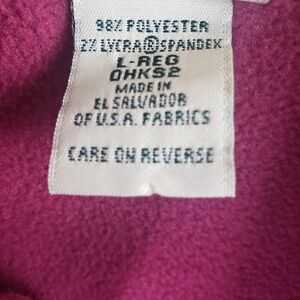 98% POLYESTER
2% LYCRA®SPANDEX
L-REG
OHKS2
MADE IN
EL SALVADOR
OF U.S.A. FABRICS
CARE ON REVERSE